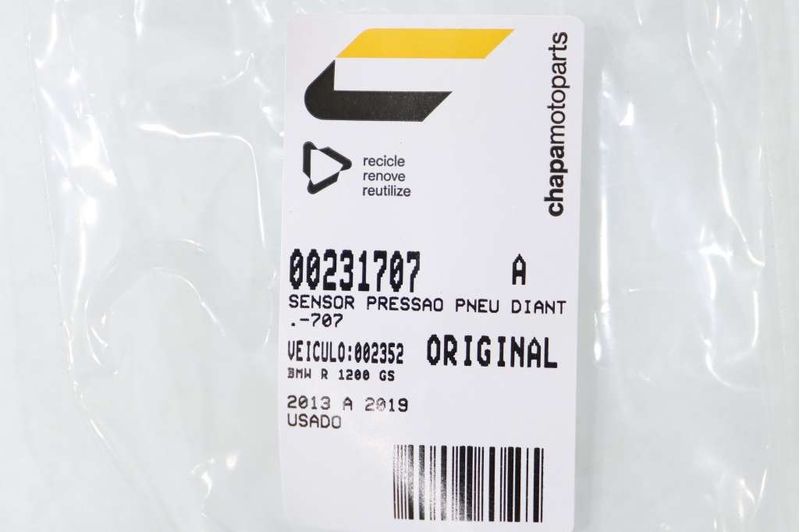 chapamotoparts
recicle
renove
reutilize
00231707 A
SENSOR PRESSAO PNEU DIANT
.-707
VEICULO:002352 ORIGINAL
BMW R 1200 GS
2013 A 2019
USADO